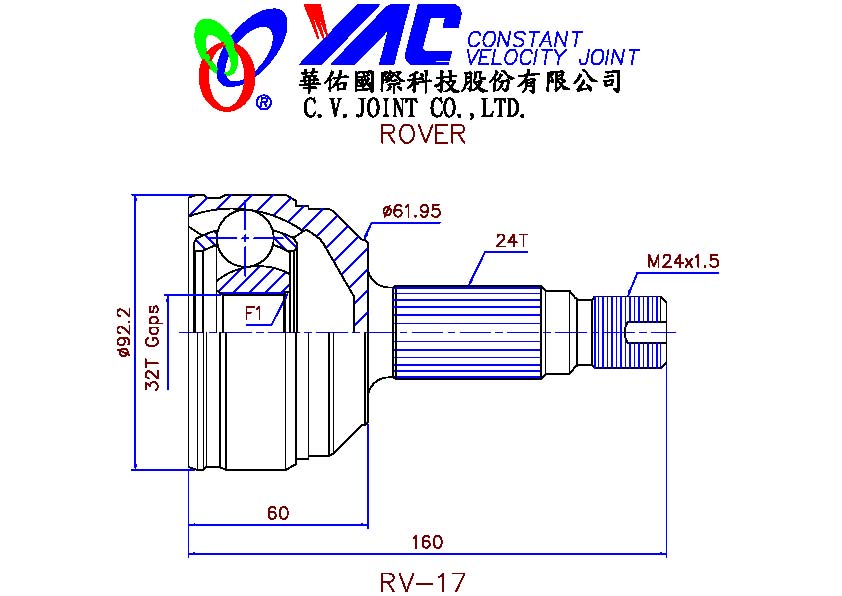 YAC CONSTANT
VELOCITY JOINT
®
華佑國際科技股份有限公司
C.V.JOINT CO.,LTD.
ROVER
ø61.95
24T
M24x1.5
ø92.2
32T Gaps
F1
60
160
RV-17